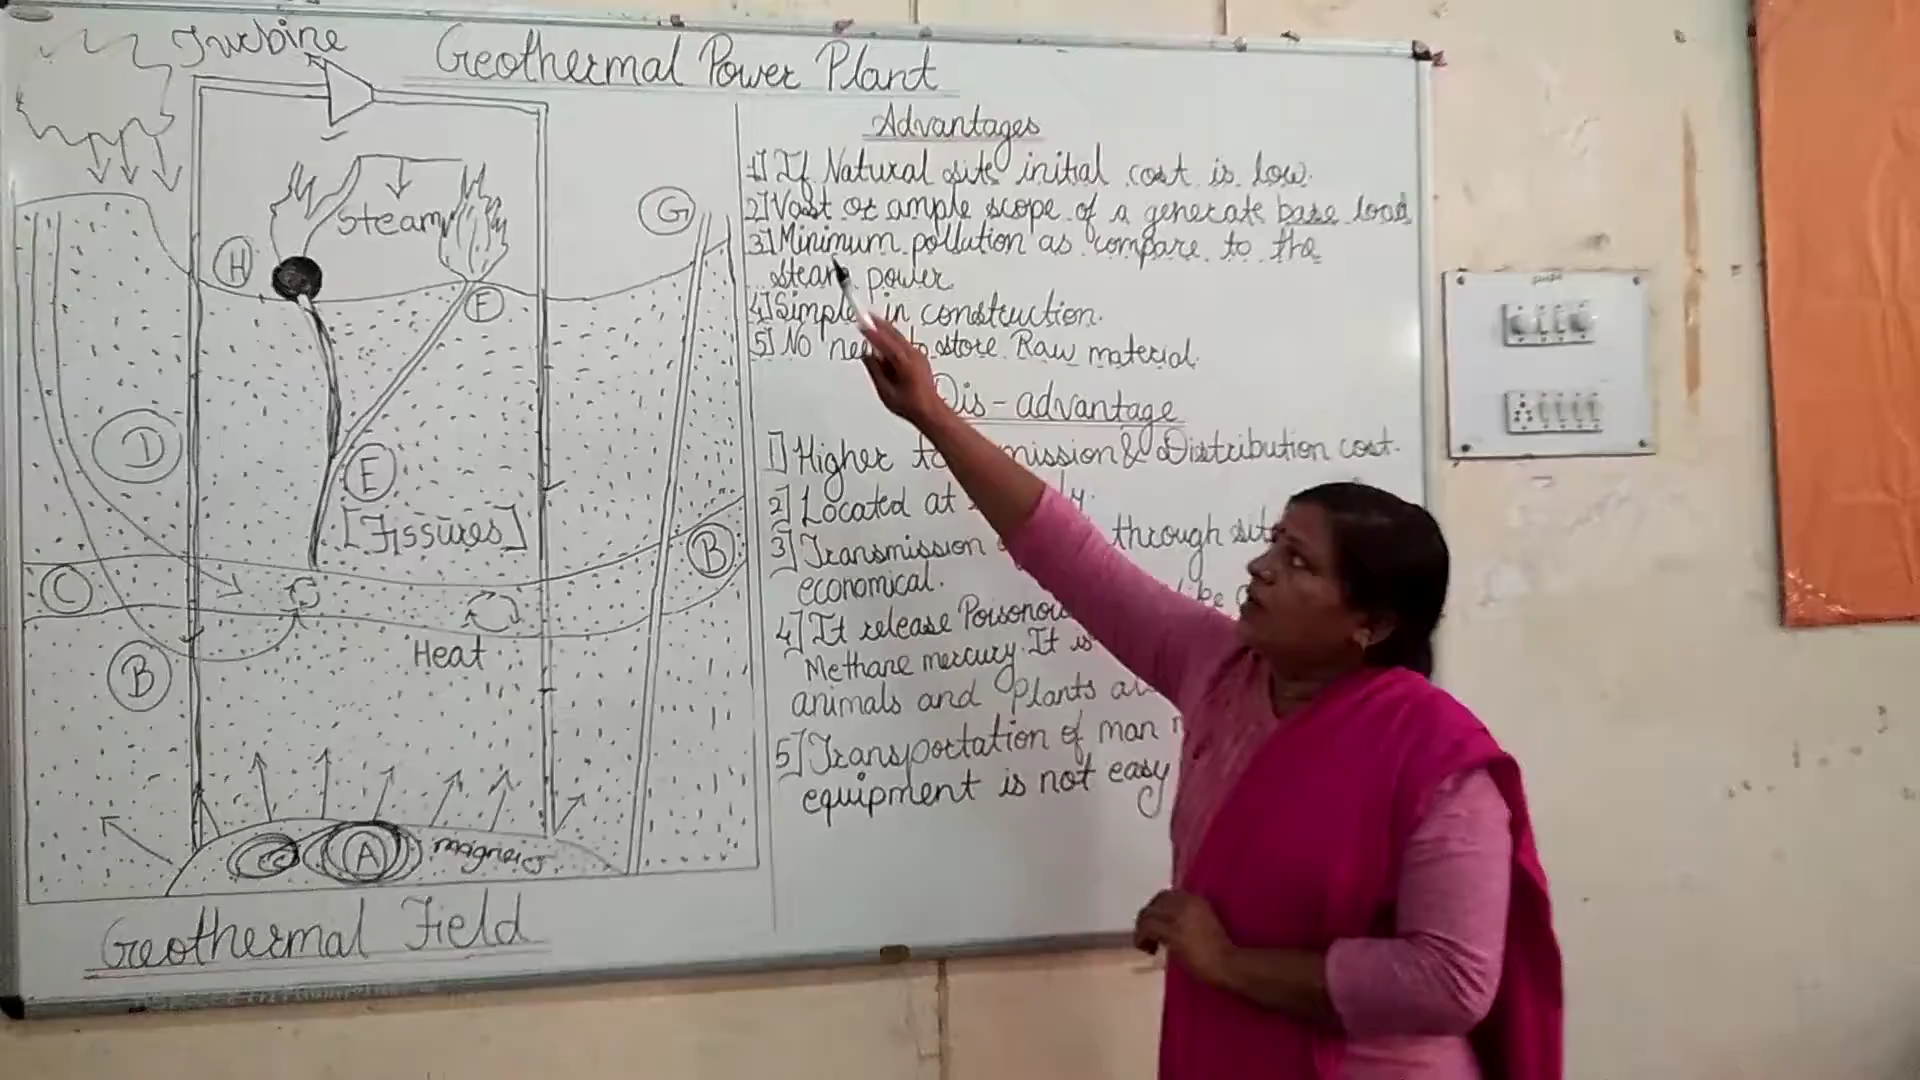 Turbine
Geothermal Power Plant
Steam
G
H
F
D
E
[Fissures]
C
B
B
Heat
A
Geothermal Field
Advantages
1] If Natural site initial cost is low.
2] Vast or ample scope of a generate base load
3] Minimum pollution as compare to the
steam power
4] Simple in construction.
5] No need to store Raw material.
Dis-advantage
1] Higher mission & Distribution cost.
2] Located at
3] Transmission through site
economical.
4] It release
Methane mercury. It is
animals and Plants
5] Transportation of man
equipment is not easy